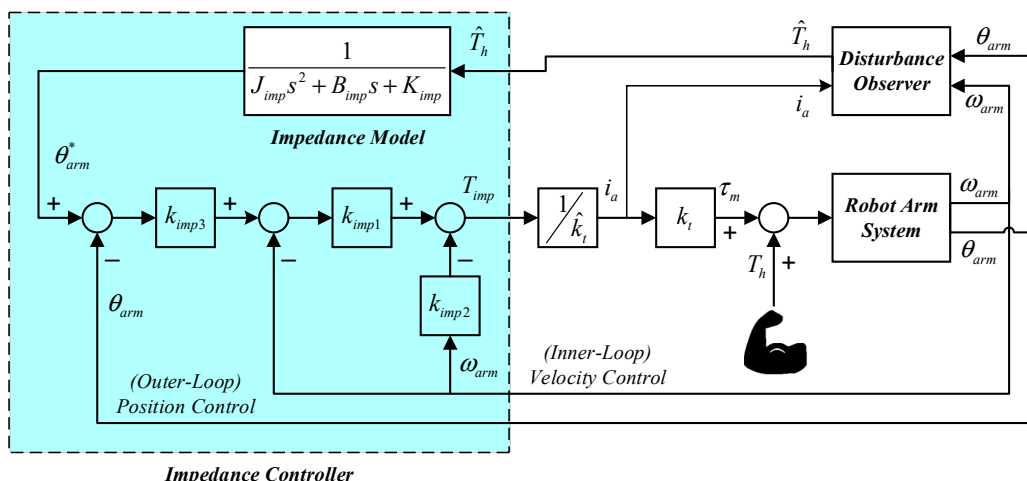 T̂_h
T̂_h
θ_arm
1
J_imp s² + B_imp s + K_imp
Disturbance
Observer
i_a
ω_arm
Impedance Model
θ*_arm
+
k_imp3
+
k_imp1
+
T_imp
1/k̂_t
i_a
k_t
τ_m
+
Robot Arm
System
ω_arm
θ_arm
−
−
−
T_h
+
θ_arm
k_imp2
ω_arm
(Outer-Loop)
Position Control
(Inner-Loop)
Velocity Control
Impedance Controller